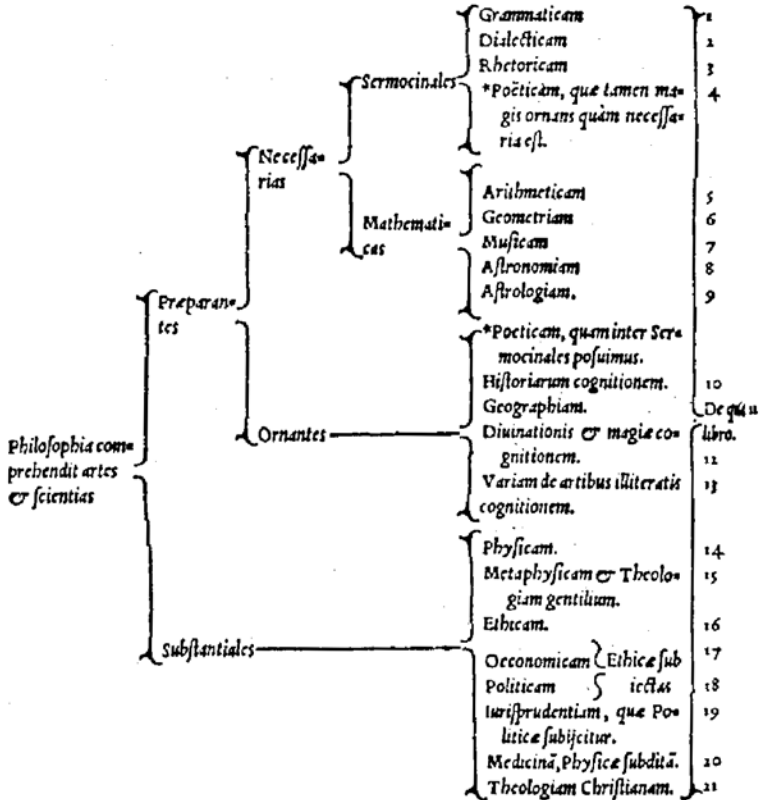 Grammaticam 1
Dialecticam 2
Rhetoricam 3
Sermocinales
*Poëticam, quæ tamen ma- 4
gis ornans quàm necessa-
ria est.
Necessa-
rias
Arithmeticam 5
Geometriam 6
Mathemati-
cas
Musicam 7
Astronomiam 8
Astrologiam. 9
Præparan-
tes
*Poeticam, quam inter Ser-
mocinales posuimus.
Historiarum cognitionem. 10
Geographiam. De
Ornantes
Diuinationis & magiæ co- libro.
gnitionem. 12
Variam de artibus illiteratis 13
cognitionem.
Philosophia com-
prehendit artes
& scientias
Physicam. 14
Metaphysicam & Theolo- 15
giam gentilium.
Ethicam. 16
Substantiales
Oeconomicam Ethicæ sub 17
Politicam iectas 18
Iurisprudentiam, quæ Po- 19
liticæ subijcitur.
Medicinā, Physicæ subditā. 20
Theologiam Christianam. 21